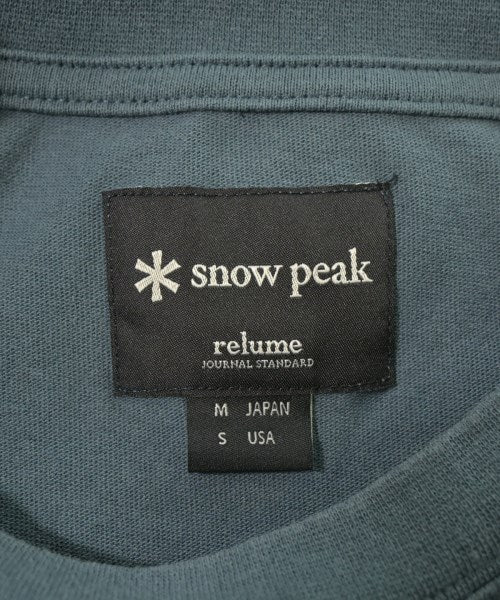 snow peak
relume
JOURNAL STANDARD
M JAPAN
S USA